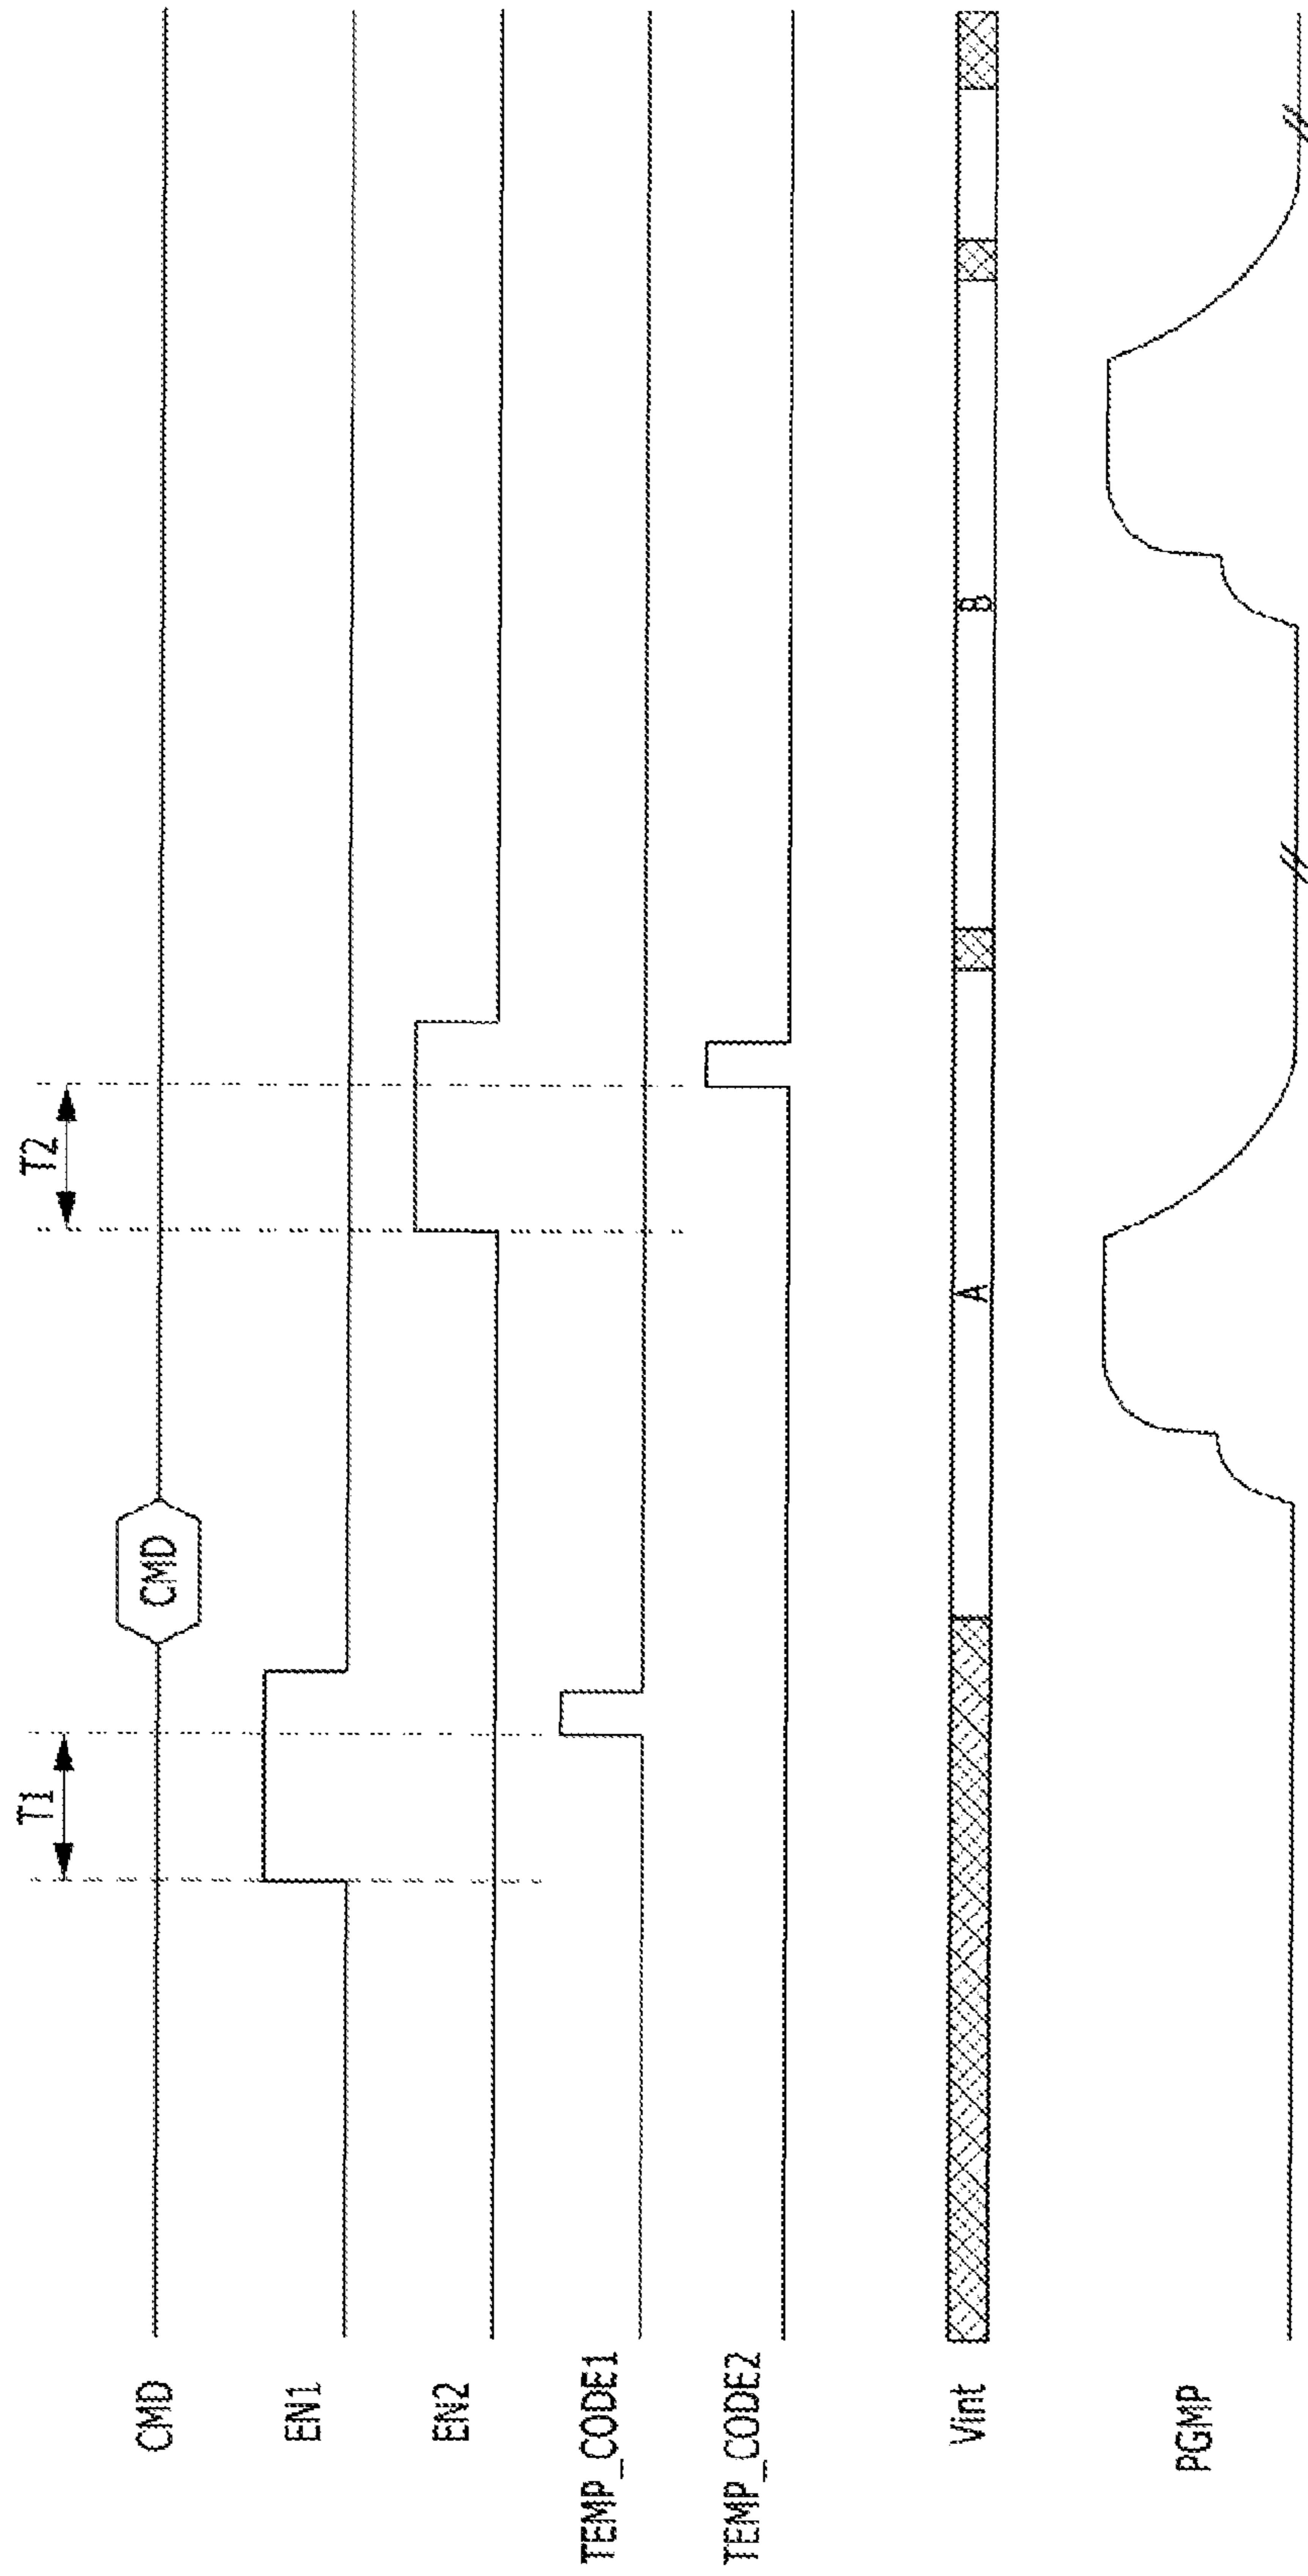 T1
T2
CMD
CMD
EN1
EN2
TEMP_CODE1
TEMP_CODE2
Vint
A
B
PGMP